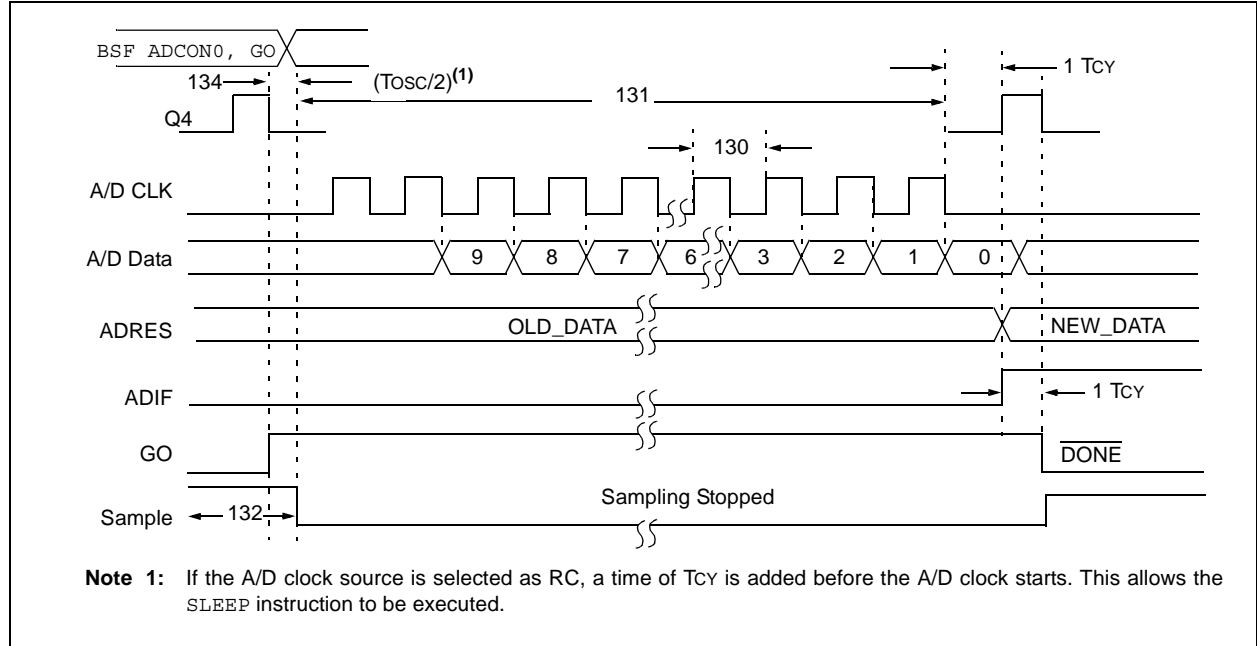 BSF ADCON0, GO
134 (TOSC/2)(1) 131 1 TCY
Q4
130
A/D CLK
A/D Data 9 8 7 6 3 2 1 0
ADRES OLD_DATA NEW_DATA
ADIF 1 TCY
GO DONE
Sampling Stopped
Sample 132
Note 1: If the A/D clock source is selected as RC, a time of TCY is added before the A/D clock starts. This allows the
SLEEP instruction to be executed.